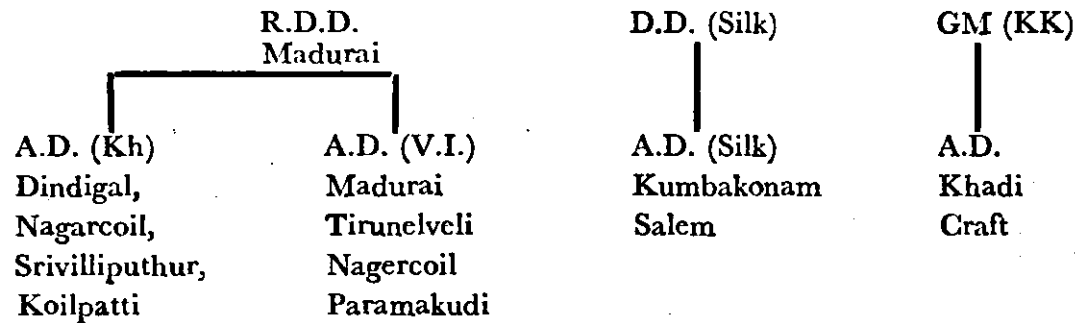 R.D.D. D.D. (Silk) GM (KK)
Madurai
A.D. (Kh) A.D. (V.I.) A.D. (Silk) A.D.
Dindigal, Madurai Kumbakonam Khadi
Nagarcoil, Tirunelveli Salem Craft
Srivilliputhur, Nagercoil
Koilpatti Paramakudi